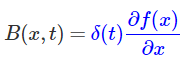 B(x,t) = δ(t) ∂f(x)/∂x